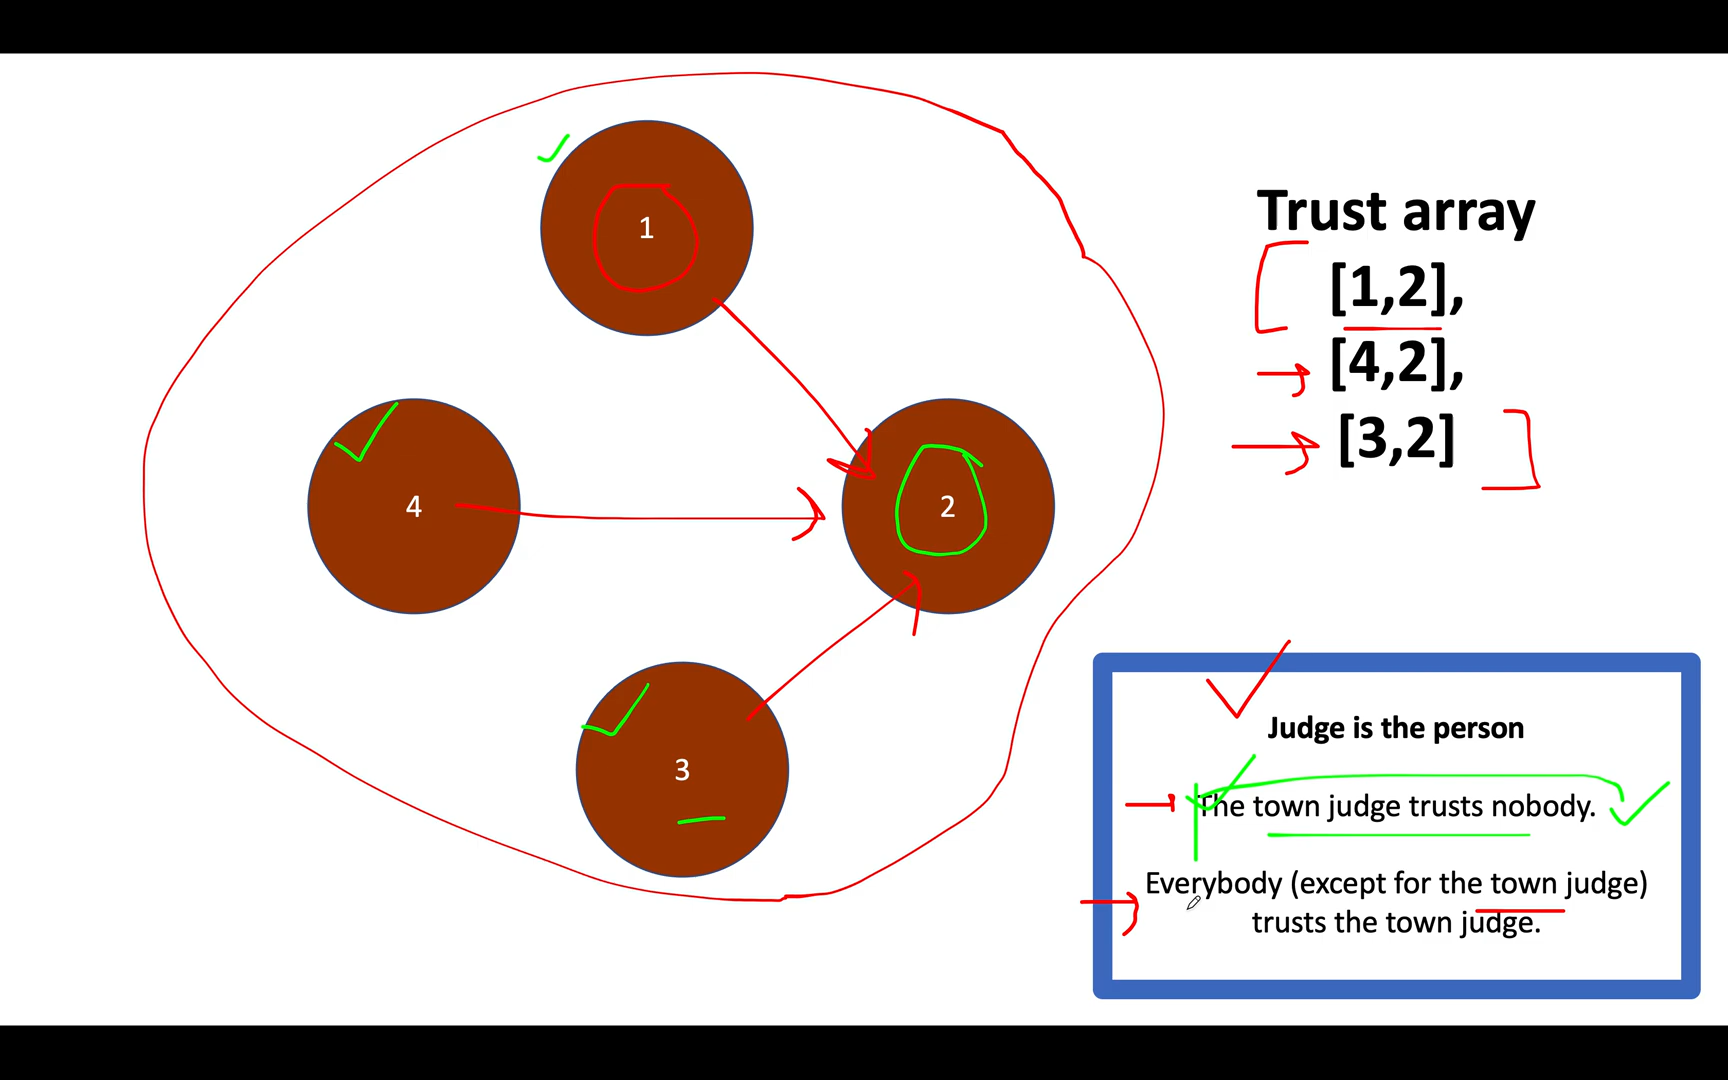 1
4
2
3
Trust array
[1,2],
[4,2],
[3,2]
Judge is the person
The town judge trusts nobody.
Everybody (except for the town judge)
trusts the town judge.